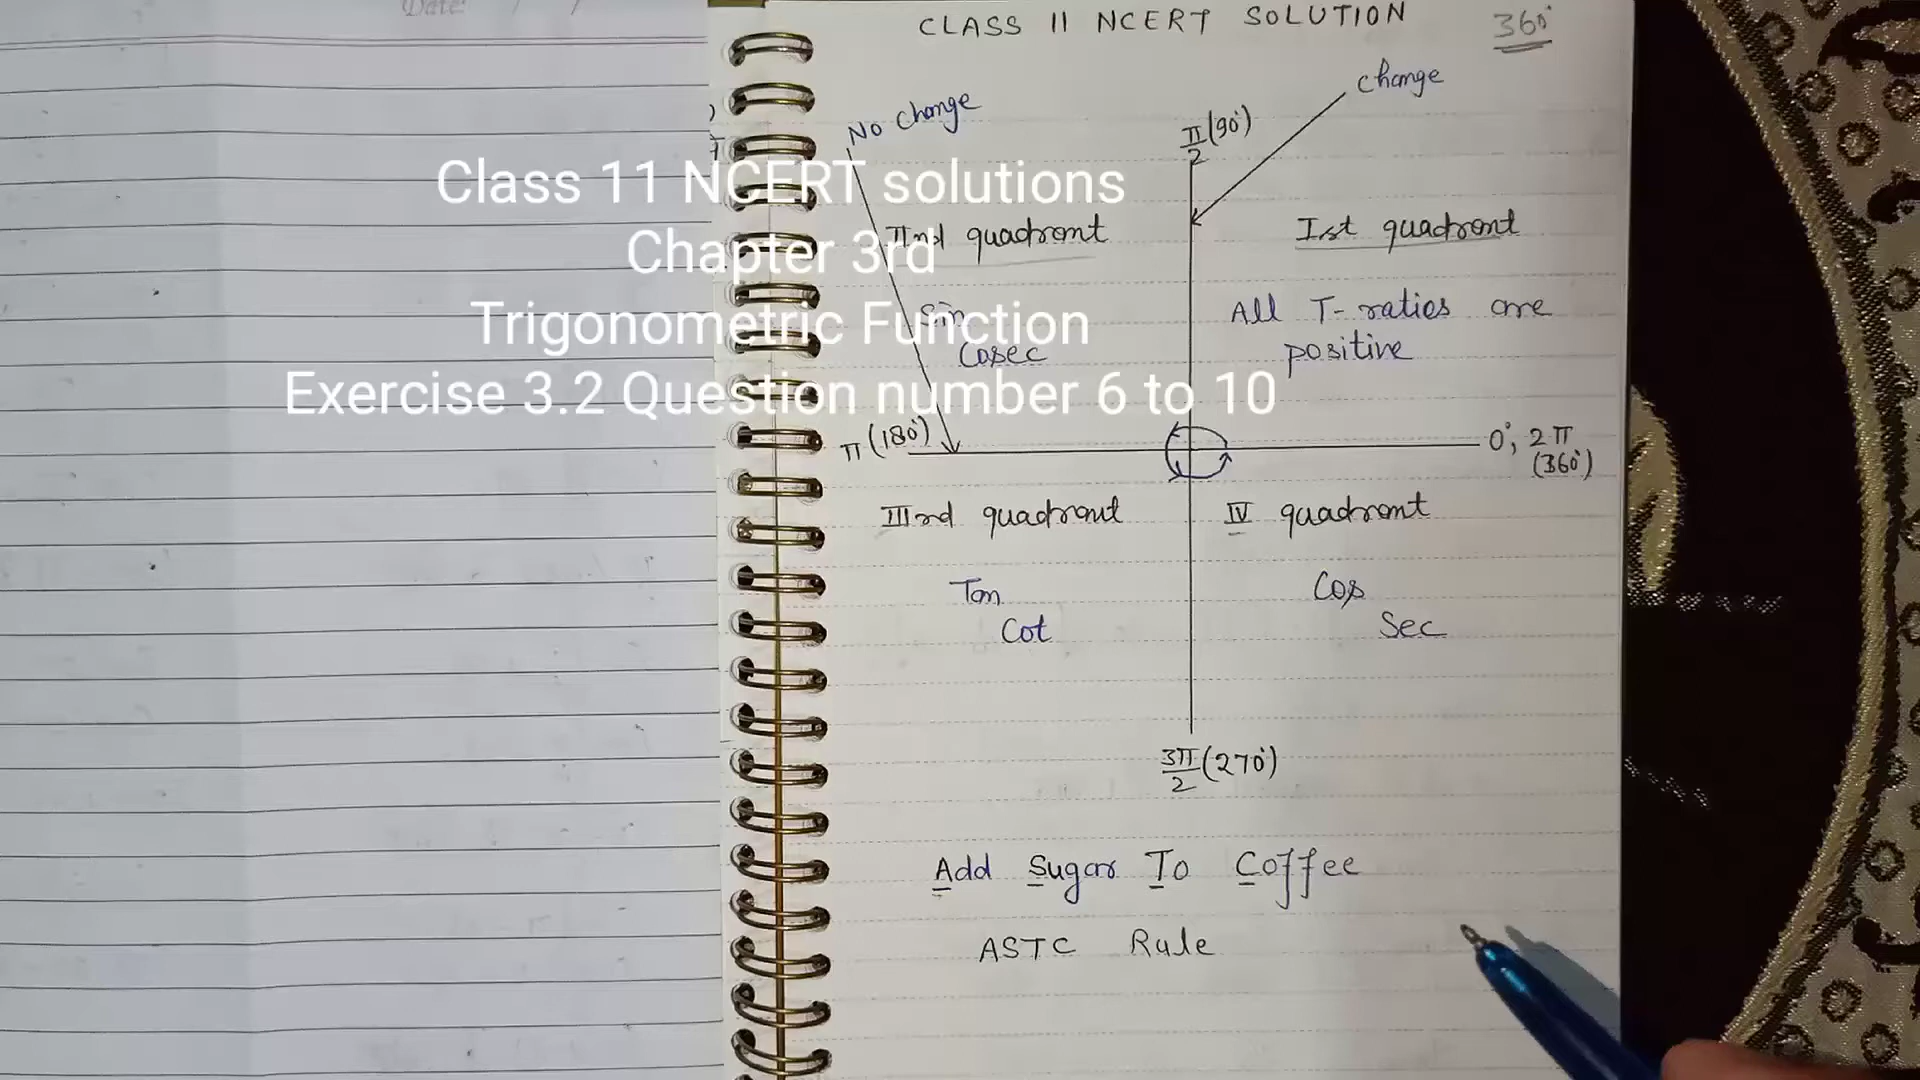 Date: / /
CLASS 11 NCERT SOLUTION
360°
Change
No Change
π/2 (90°)
Class 11 NCERT solutions
Chapter 3rd
Trigonometric Function
Exercise 3.2 Question number 6 to 10
IInd quadrant
Ist quadrant
Sin
Cosec
All T-ratios are
positive
π (180°)
0°, 2π
(360°)
IIIrd quadrant
IV quadrant
Tan
Cot
Cos
Sec
3π/2 (270°)
Add Sugar To Coffee
ASTC Rule